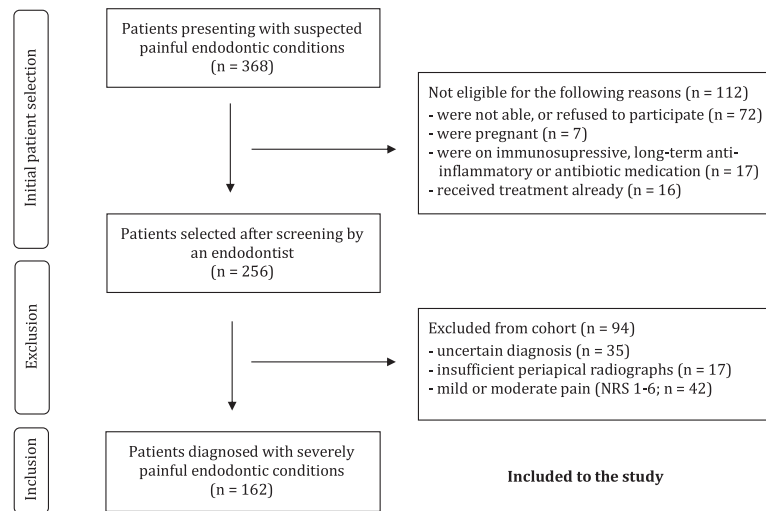 Initial patient selection
Patients presenting with suspected
painful endodontic conditions
(n = 368)
Not eligible for the following reasons (n = 112)
- were not able, or refused to participate (n = 72)
- were pregnant (n = 7)
- were on immunosupressive, long-term anti-
inflammatory or antibiotic medication (n = 17)
- received treatment already (n = 16)
Patients selected after screening by
an endodontist
(n = 256)
Exclusion
Excluded from cohort (n = 94)
- uncertain diagnosis (n = 35)
- insufficient periapical radiographs (n = 17)
- mild or moderate pain (NRS 1-6; n = 42)
Inclusion
Patients diagnosed with severely
painful endodontic conditions
(n = 162)
Included to the study